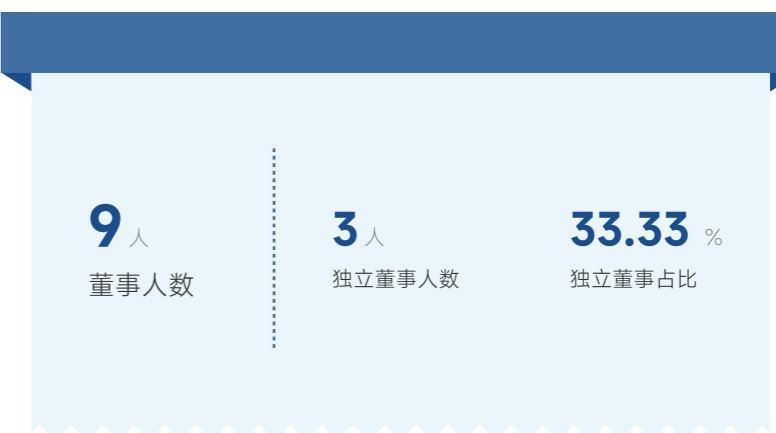 9 人
董事人数
3 人
独立董事人数
33.33 %
独立董事占比